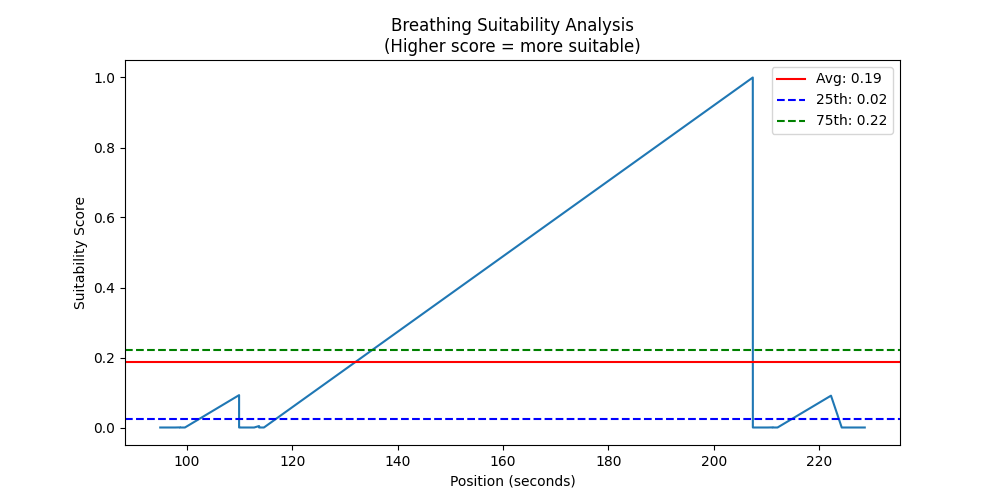 Breathing Suitability Analysis
(Higher score = more suitable)
Avg: 0.19
25th: 0.02
75th: 0.22
Suitability Score
1.0
0.8
0.6
0.4
0.2
0.0
100 120 140 160 180 200 220
Position (seconds)